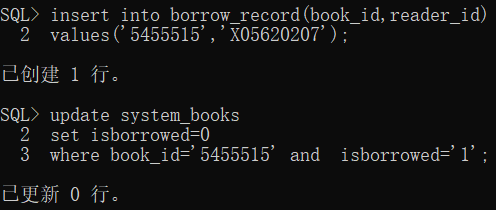 SQL> insert into borrow_record(book_id,reader_id)
  2  values('5455515','X05620207');
已创建 1 行。
SQL> update system_books
  2  set isborrowed=0
  3  where book_id='5455515' and  isborrowed='1';
已更新 0 行。